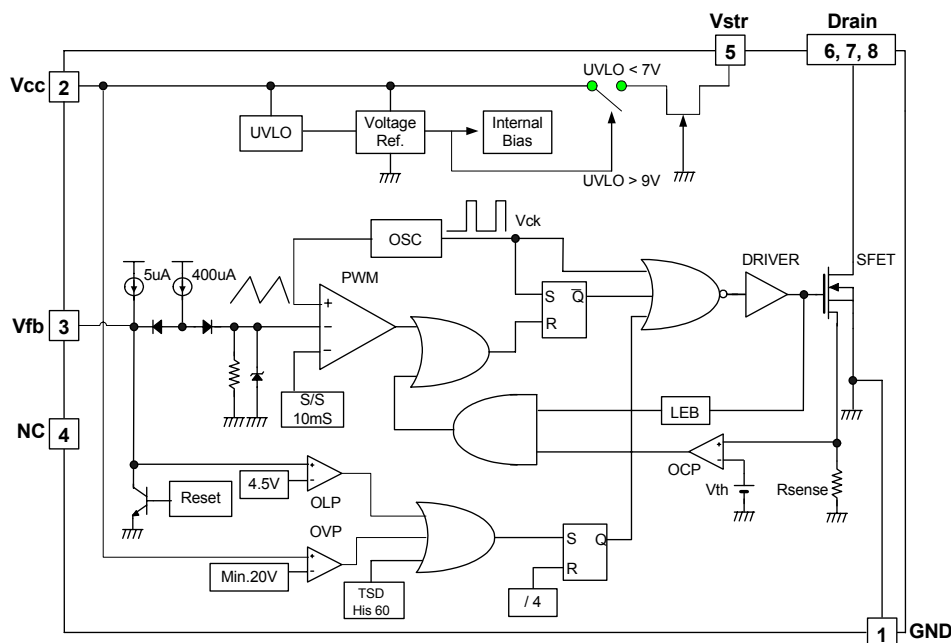 Vstr
Drain
5
6, 7, 8
Vcc
2
UVLO < 7V
UVLO
Voltage
Ref.
Internal
Bias
UVLO > 9V
OSC
Vck
5uA
400uA
PWM
DRIVER
SFET
+
S
Q
Vfb
3
−
R
−
S/S
10mS
LEB
NC
4
+
−
OCP
Vth
Rsense
Reset
4.5V
+
−
OLP
OVP
+
−
Min.20V
S
Q
R
TSD
His 60
/ 4
1
GND